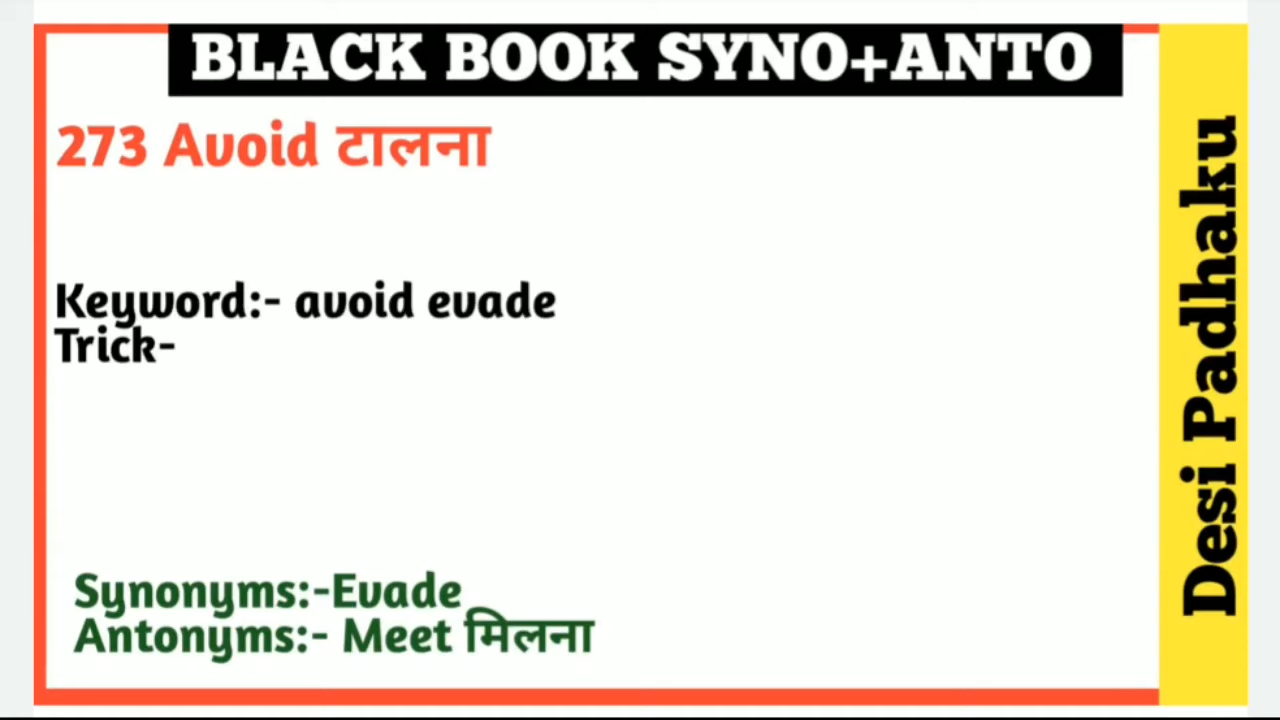 BLACK BOOK SYNO+ANTO
273 Avoid टालना
Keyword:- avoid evade
Trick-
Synonyms:-Evade
Antonyms:- Meet मिलना
Desi Padhaku